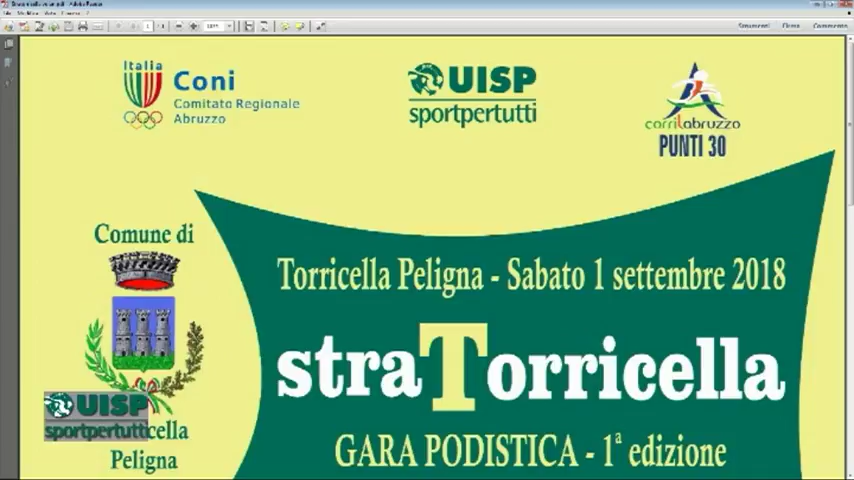 Italia
Coni
Comitato Regionale
Abruzzo
UISP
sportpertutti
corrilabruzzo
PUNTI 30
Comune di
Torricella Peligna - Sabato 1 settembre 2018
straTorricella
UISP
sportpertutti
cella
Peligna
GARA PODISTICA - 1ª edizione